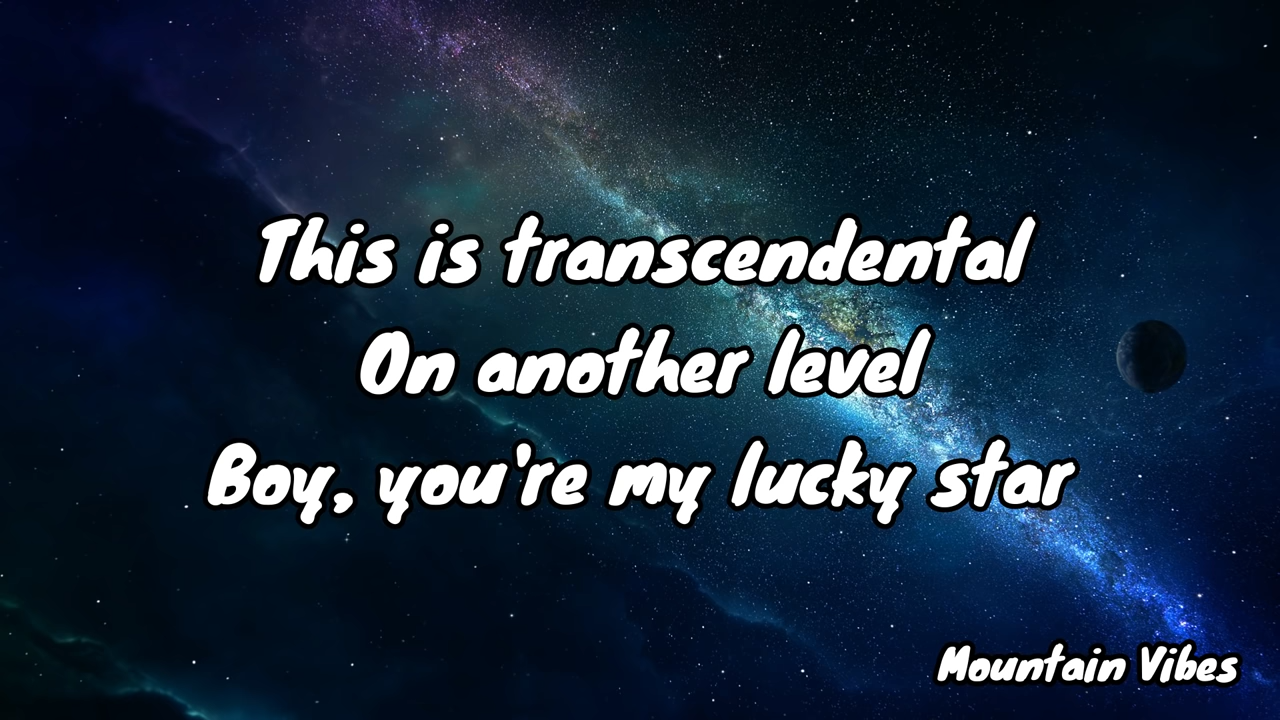 This is transcendental
On another level
Boy, you're my lucky star
Mountain Vibes